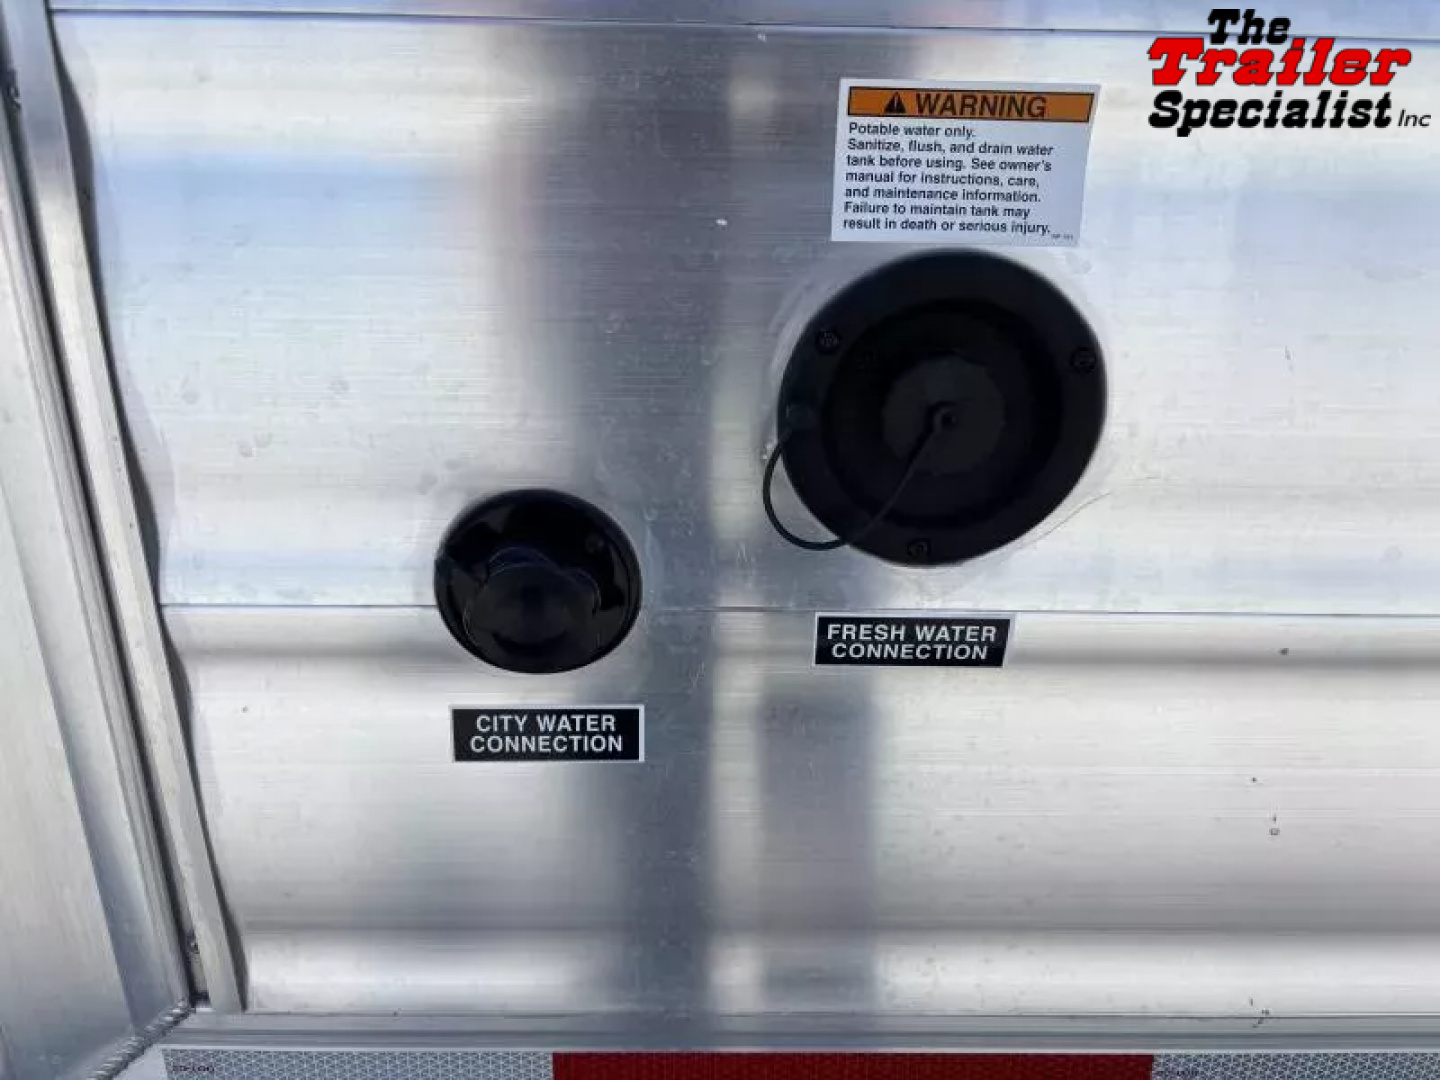 The
Trailer
Specialist Inc
WARNING
Potable water only.
Sanitize, flush, and drain water
tank before using. See owner's
manual for instructions, care,
and maintenance information.
Failure to maintain tank may
result in death or serious injury.
FRESH WATER
CONNECTION
CITY WATER
CONNECTION